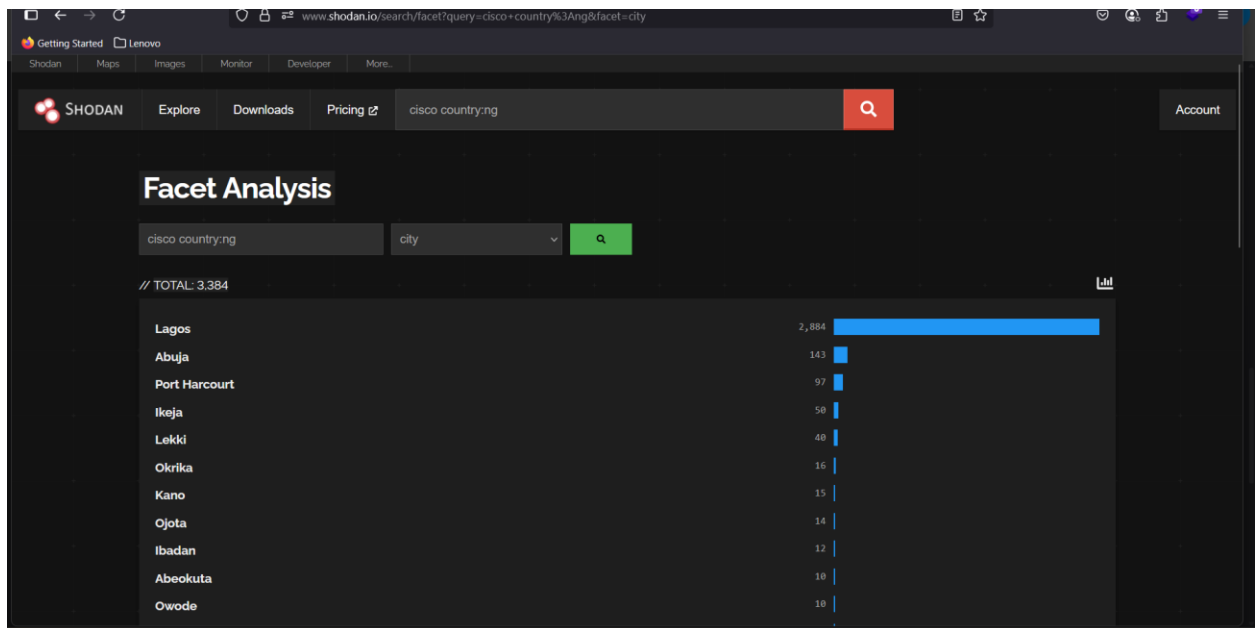 www.shodan.io/search/facet?query=cisco+country%3Ang&facet=city
Getting Started Lenovo
Shodan Maps Images Monitor Developer More...
SHODAN Explore Downloads Pricing cisco country:ng Account
Facet Analysis
cisco country:ng city
// TOTAL: 3,384
Lagos 2,884
Abuja 143
Port Harcourt 97
Ikeja 50
Lekki 40
Okrika 16
Kano 15
Ojota 14
Ibadan 12
Abeokuta 10
Owode 10